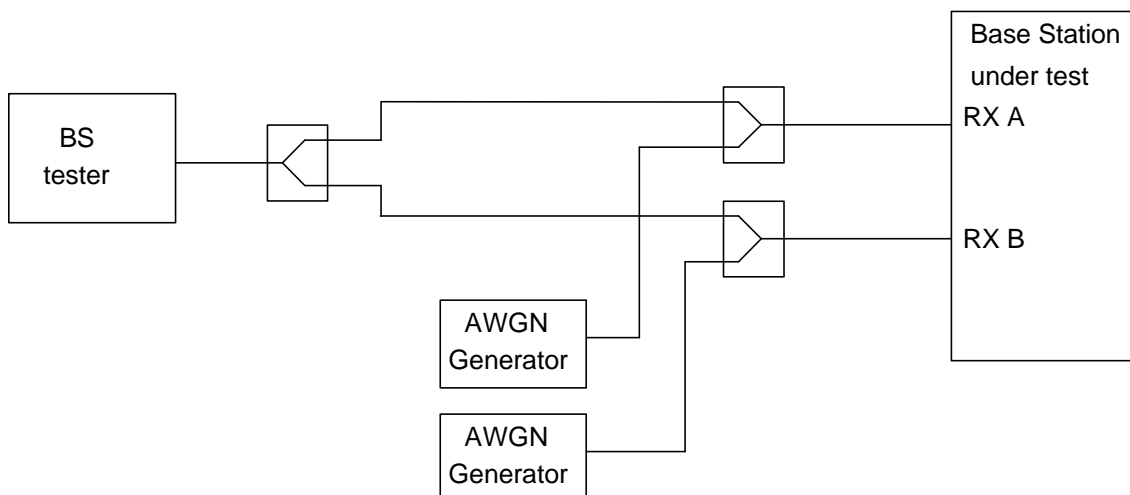 BS
tester
Base Station
under test
RX A
RX B
AWGN
Generator
AWGN
Generator